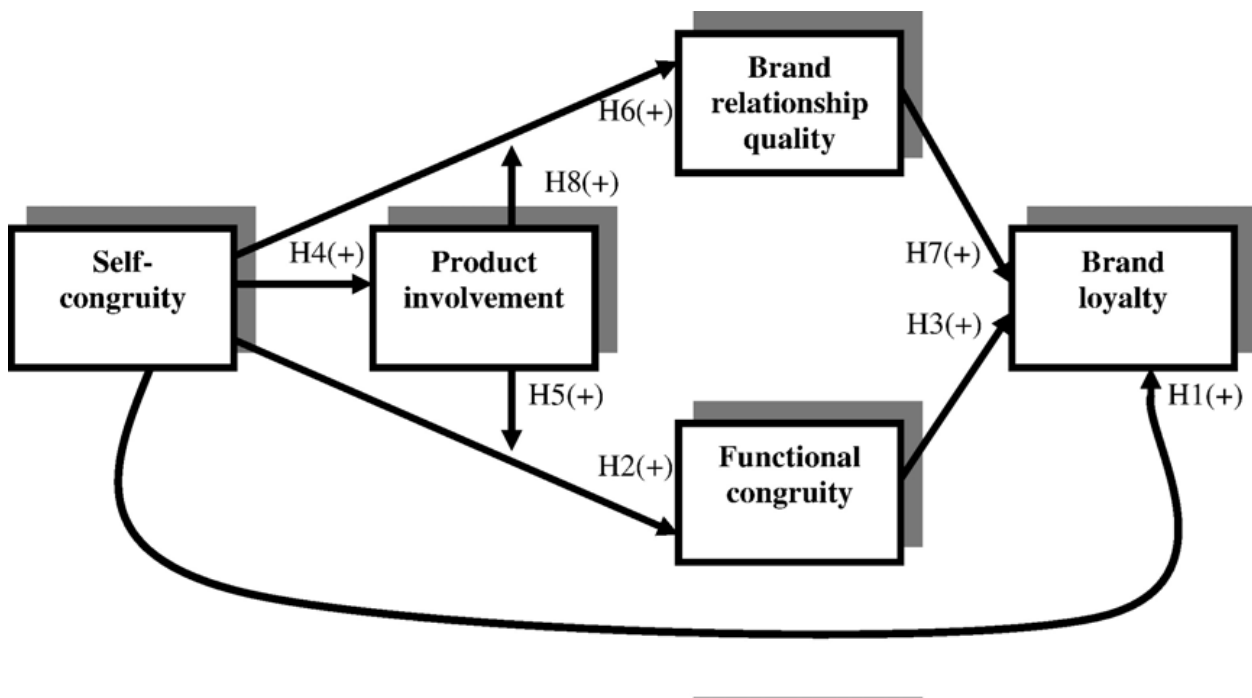 Brand
relationship
quality
H6(+)
H8(+)
Self-
congruity
H4(+)
Product
involvement
H7(+)
Brand
loyalty
H3(+)
H5(+)
H1(+)
H2(+)
Functional
congruity